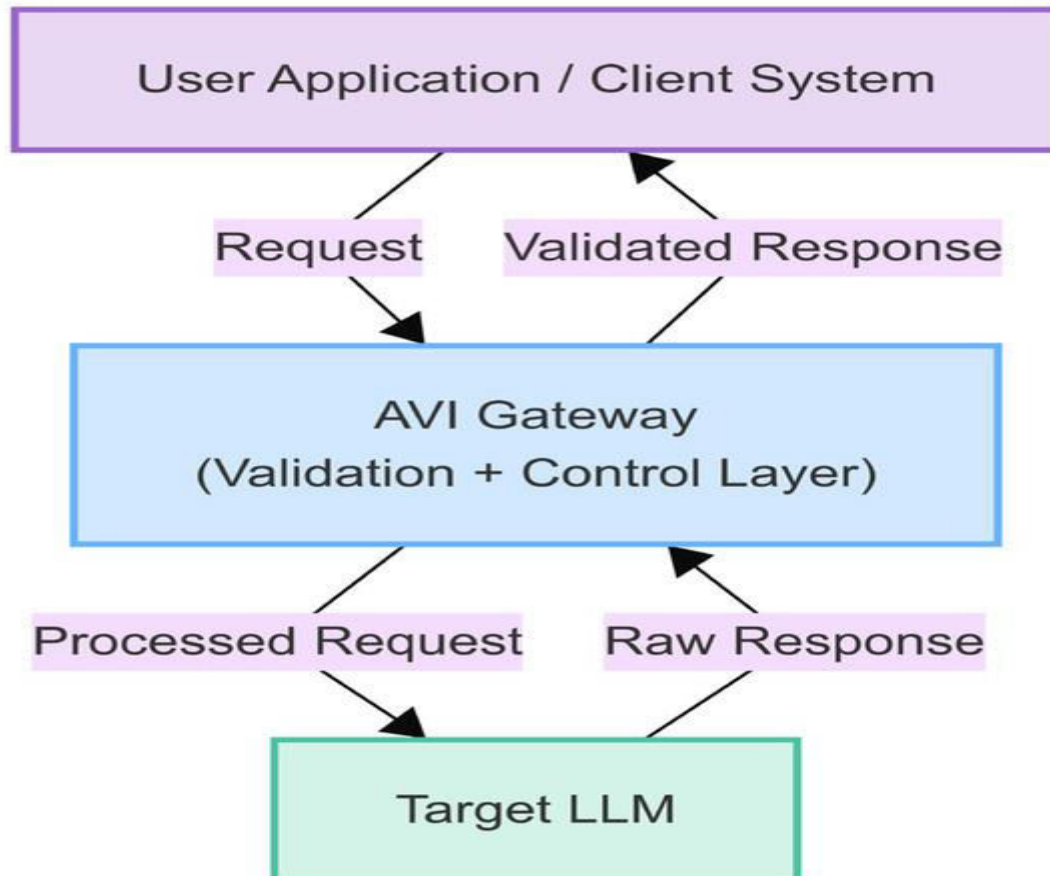 User Application / Client System
Request
Validated Response
AVI Gateway
(Validation + Control Layer)
Processed Request
Raw Response
Target LLM